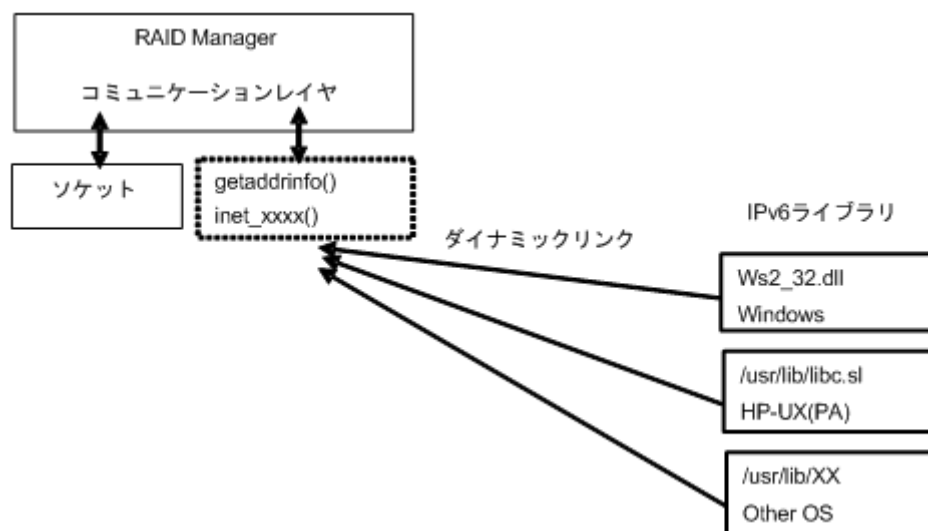 RAID Manager
コミュニケーションレイヤ
ソケット
getaddrinfo()
inet_xxxx()
ダイナミックリンク
IPv6ライブラリ
Ws2_32.dll
Windows
/usr/lib/libc.sl
HP-UX(PA)
/usr/lib/XX
Other OS